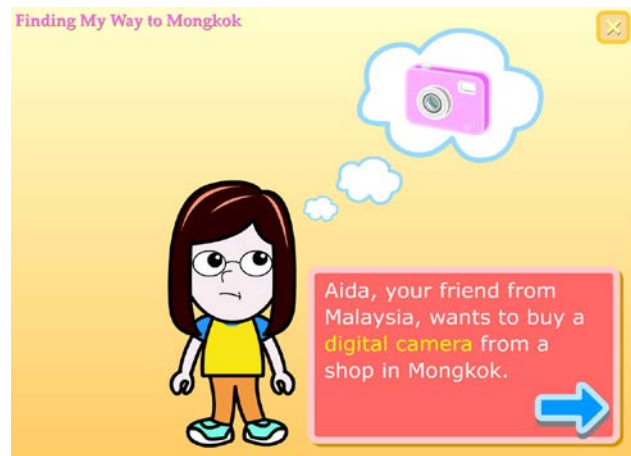 Finding My Way to Mongkok
Aida, your friend from
Malaysia, wants to buy a
digital camera from a
shop in Mongkok.